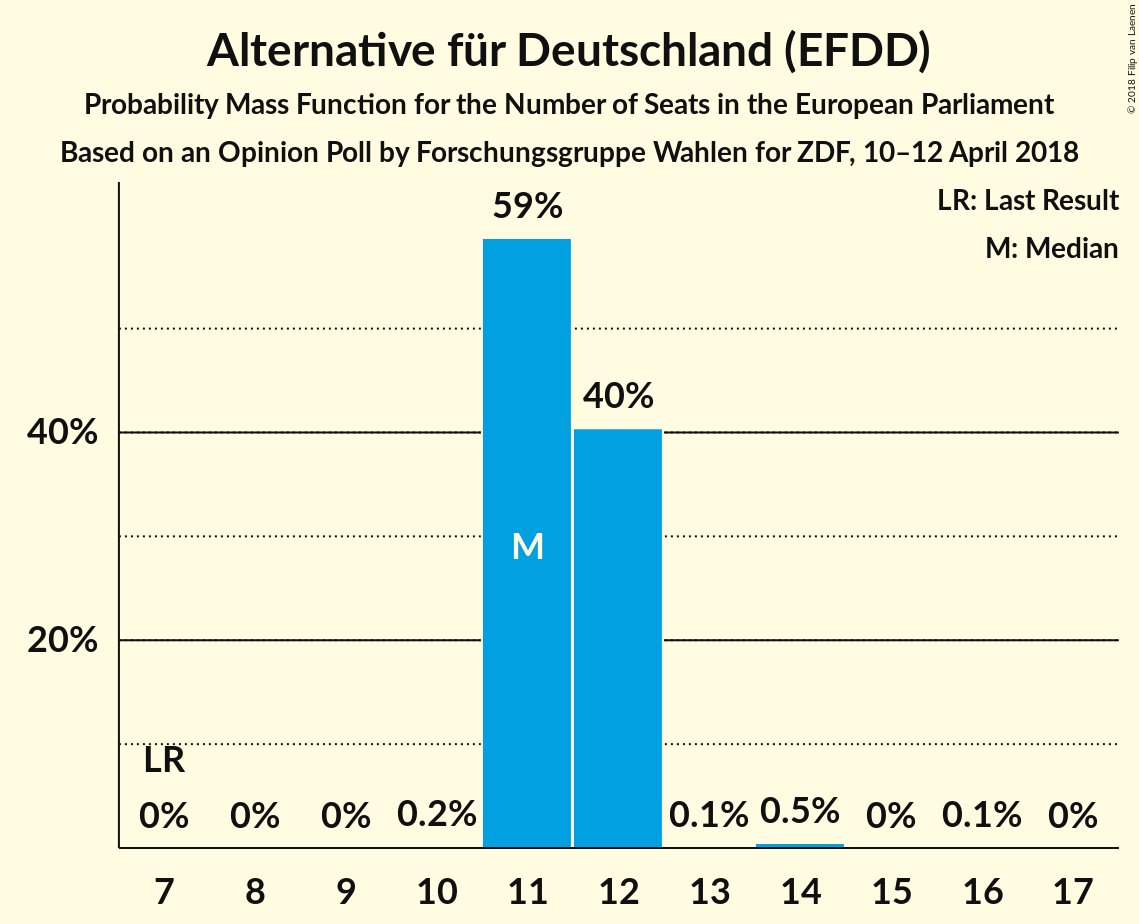 Alternative für Deutschland (EFDD)
Probability Mass Function for the Number of Seats in the European Parliament
Based on an Opinion Poll by Forschungsgruppe Wahlen for ZDF, 10–12 April 2018
© 2018 Filip van Laenen
LR: Last Result
M: Median
59%
40%
40%
M
20%
LR
0% 0% 0% 0.2% 0.1% 0.5% 0% 0.1% 0%
7 8 9 10 11 12 13 14 15 16 17